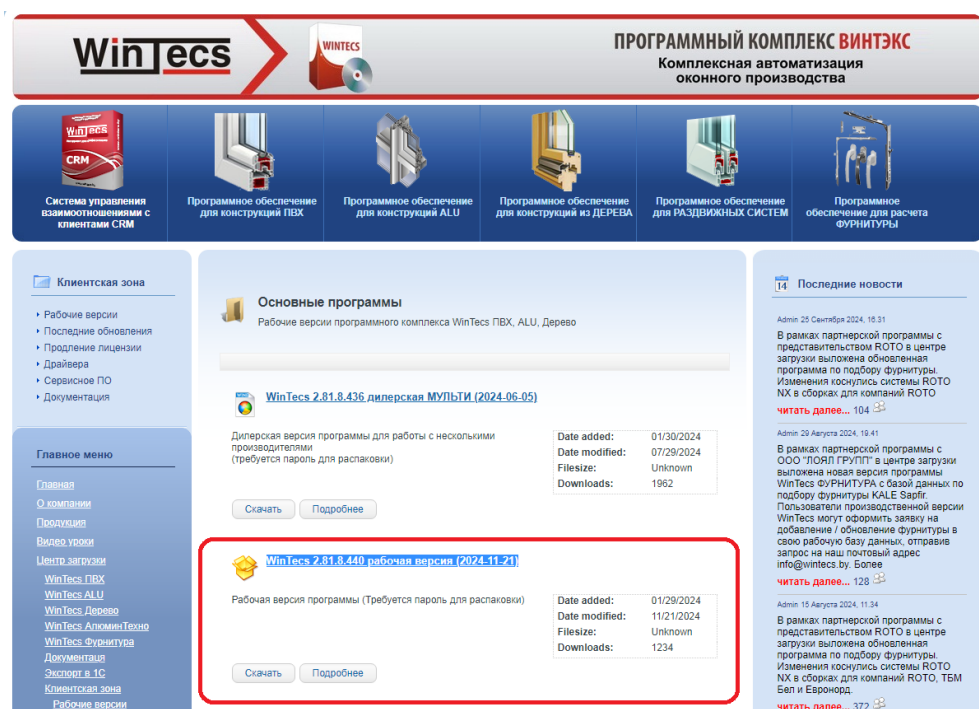 WinTecs
WINTECS
ПРОГРАММНЫЙ КОМПЛЕКС ВИНТЭКС
Комплексная автоматизация
оконного производства
WinTecs
CRM
Система управления
взаимоотношениями с
клиентами CRM
Программное обеспечение
для конструкций ПВХ
Программное обеспечение
для конструкций ALU
Программное обеспечение
для конструкций из ДЕРЕВА
Программное обеспечение
для РАЗДВИЖНЫХ СИСТЕМ
Программное
обеспечение для расчета
ФУРНИТУРЫ
Клиентская зона
Рабочие версии
Последние обновления
Продление лицензии
Драйвера
Сервисное ПО
Документация
Главное меню
Главная
О компании
Продукция
Видео уроки
Центр загрузки
WinTecs ПВХ
WinTecs ALU
WinTecs Дерево
WinTecs АлюминТехно
WinTecs Фурнитура
Документация
Экспорт в 1С
Клиентская зона
Рабочие версии
Основные программы
Рабочие версии программного комплекса WinTecs ПВХ, ALU, Дерево
WinTecs 2.81.8.436 дилерская МУЛЬТИ (2024-06-05)
Дилерская версия программы для работы с несколькими
производителями
(требуется пароль для распаковки)
Date added: 01/30/2024
Date modified: 07/29/2024
Filesize: Unknown
Downloads: 1962
Скачать Подробнее
WinTecs 2.81.8.440 рабочая версия (2024-11-21)
Рабочая версия программы (Требуется пароль для распаковки)
Date added: 01/29/2024
Date modified: 11/21/2024
Filesize: Unknown
Downloads: 1234
Скачать Подробнее
14 Последние новости
Admin 25 Сентября 2024, 16.31
В рамках партнерской программы с
представительством ROTO в центре
загрузки выложена обновленная
программа по подбору фурнитуры.
Изменения коснулись системы ROTO
NX в сборках для компаний ROTO
читать далее... 104
Admin 29 Августа 2024, 19.41
В рамках партнерской программы с
ООО "ЛОЯЛ ГРУПП" в центре загрузки
выложена новая версия программы
WinTecs ФУРНИТУРА с базой данных по
подбору фурнитуры KALE Sapfir.
Пользователи производственной версии
WinTecs могут оформить заявку на
добавление / обновление фурнитуры в
свою рабочую базу данных, отправив
запрос на наш почтовый адрес
info@wintecs.by. Более
читать далее... 128
Admin 15 Августа 2024, 11.34
В рамках партнерской программы с
представительством ROTO в центре
загрузки выложена обновленная
программа по подбору фурнитуры.
Изменения коснулись системы ROTO
NX в сборках для компаний ROTO, ТБМ
Бел и Евронорд.
читать далее... 372